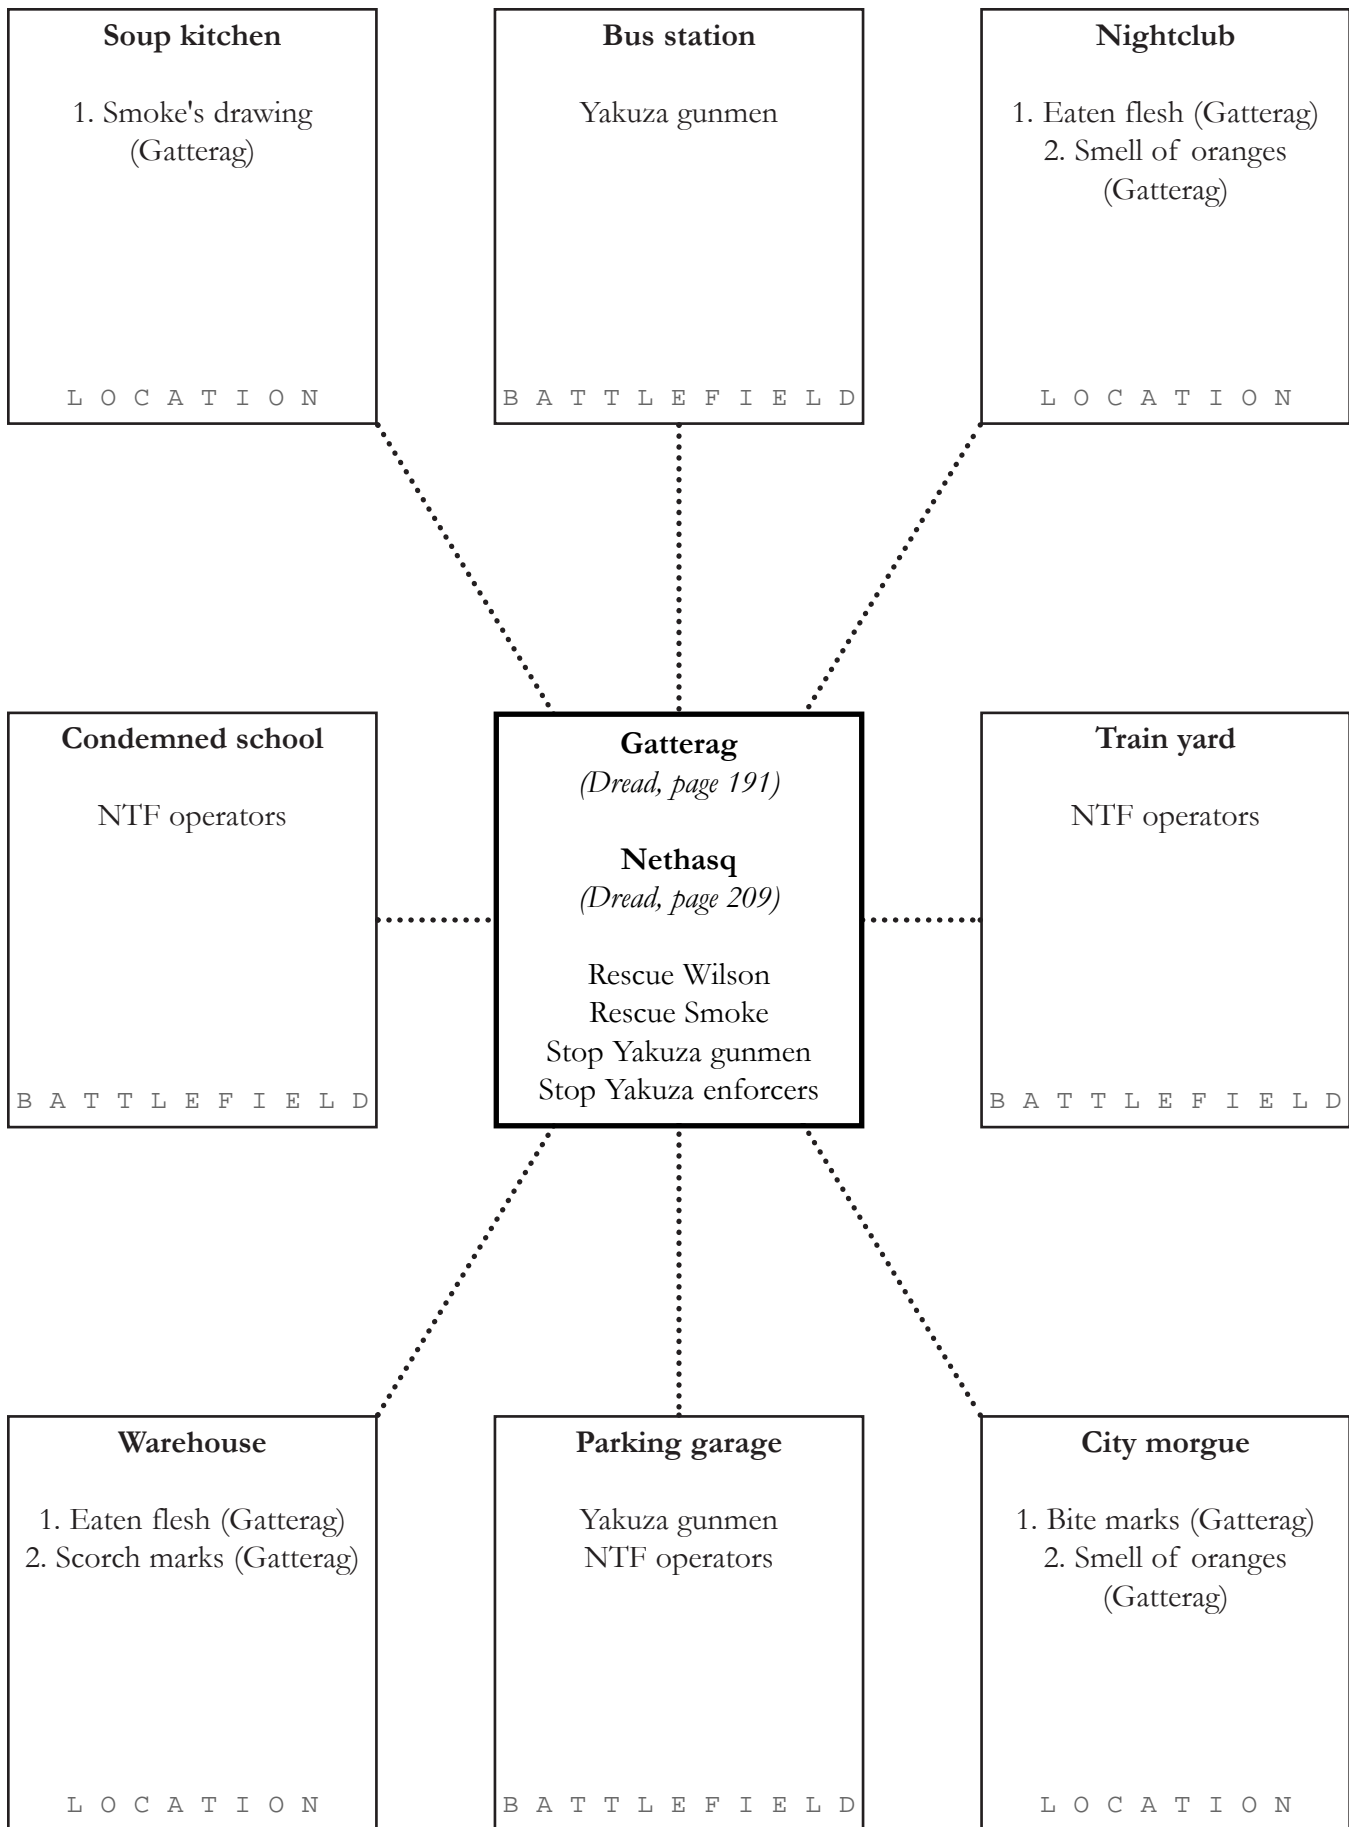 Soup kitchen
1. Smoke's drawing
(Gatterag)
LOCATION
Bus station
Yakuza gunmen
BATTLEFIELD
Nightclub
1. Eaten flesh (Gatterag)
2. Smell of oranges
(Gatterag)
LOCATION
Condemned school
NTF operators
BATTLEFIELD
Gatterag
(Dread, page 191)
Nethasq
(Dread, page 209)
Rescue Wilson
Rescue Smoke
Stop Yakuza gunmen
Stop Yakuza enforcers
Train yard
NTF operators
BATTLEFIELD
Warehouse
1. Eaten flesh (Gatterag)
2. Scorch marks (Gatterag)
LOCATION
Parking garage
Yakuza gunmen
NTF operators
BATTLEFIELD
City morgue
1. Bite marks (Gatterag)
2. Smell of oranges
(Gatterag)
LOCATION